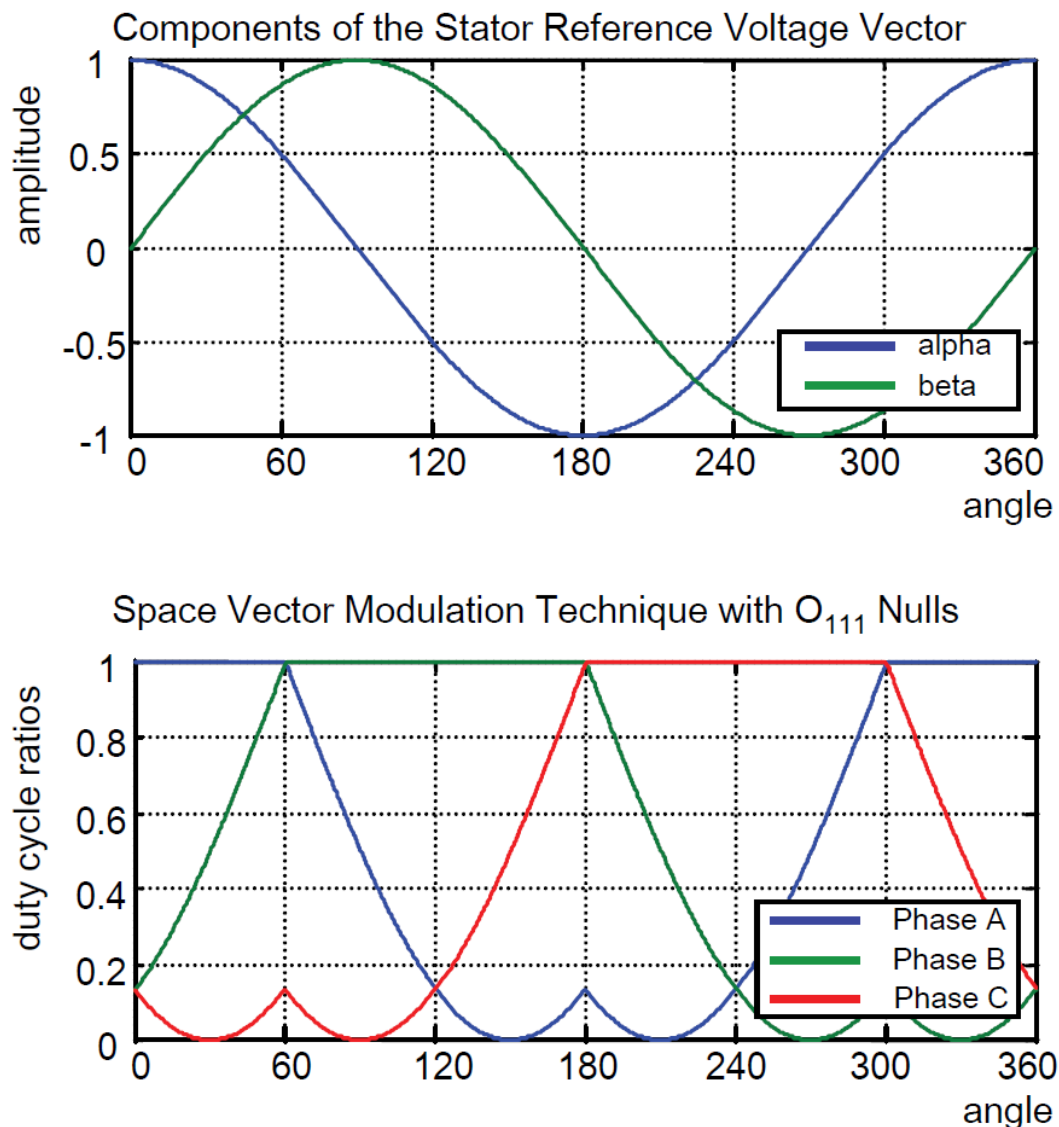 Components of the Stator Reference Voltage Vector
amplitude
1
0.5
0
-0.5
-1
alpha
beta
0 60 120 180 240 300 360
angle
Space Vector Modulation Technique with O₁₁₁ Nulls
duty cycle ratios
1
0.8
0.6
0.4
0.2
0
Phase A
Phase B
Phase C
0 60 120 180 240 300 360
angle